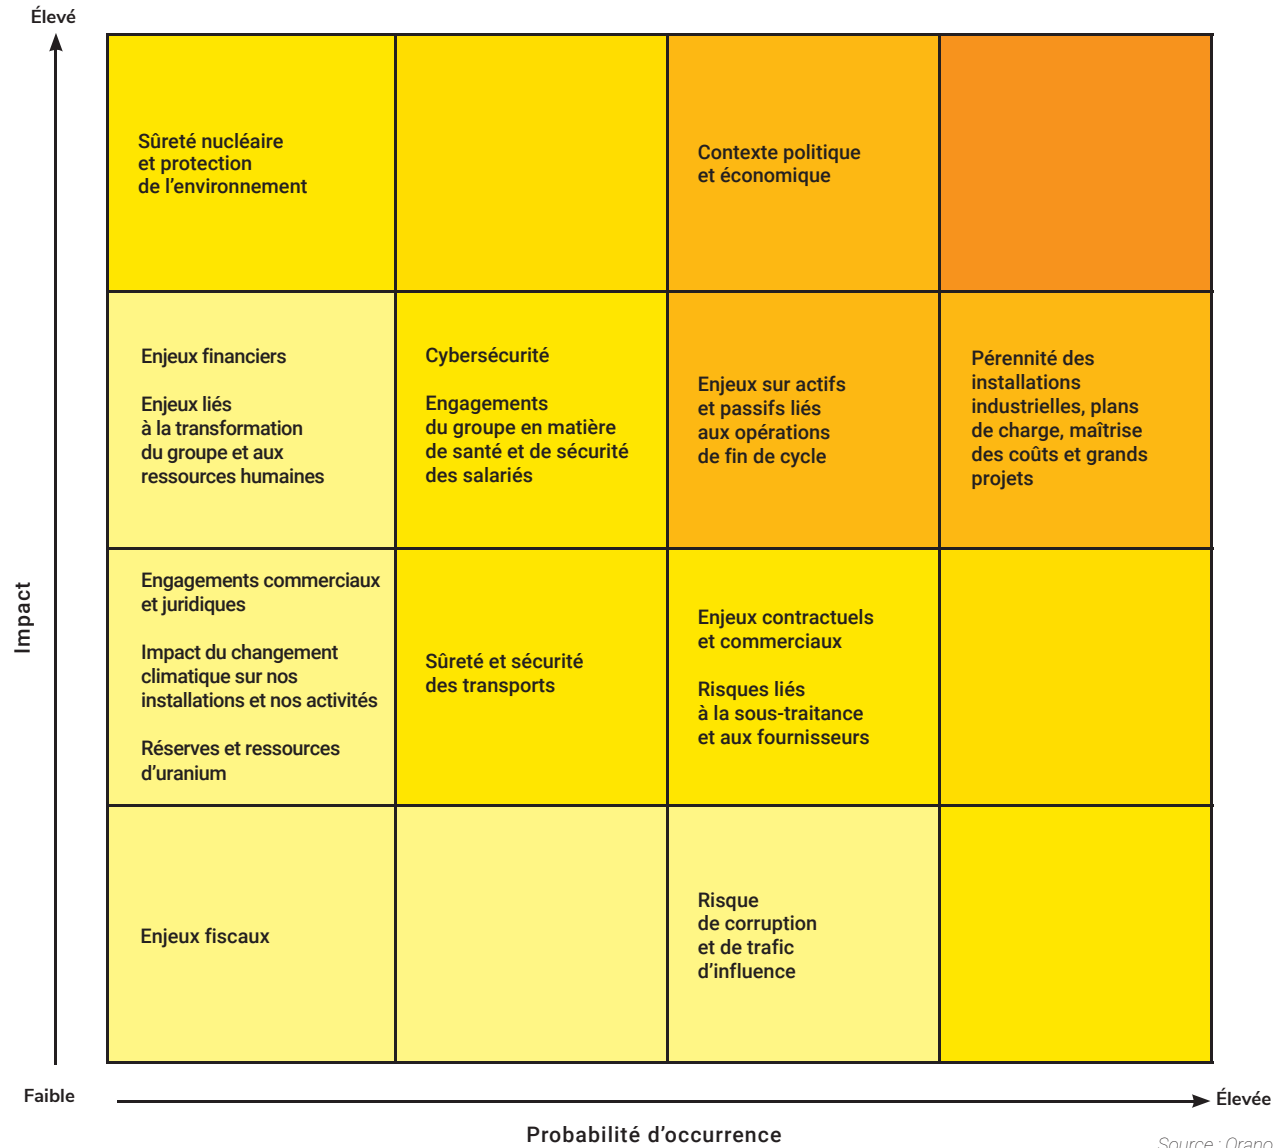 Élevé
Sûreté nucléaire
et protection
de l’environnement
Contexte politique
et économique
Enjeux financiers
Enjeux liés
à la transformation
du groupe et aux
ressources humaines
Cybersécurité
Engagements
du groupe en matière
de santé et de sécurité
des salariés
Enjeux sur actifs
et passifs liés
aux opérations
de fin de cycle
Pérennité des
installations
industrielles, plans
de charge, maîtrise
des coûts et grands
projets
Impact
Engagements commerciaux
et juridiques
Impact du changement
climatique sur nos
installations et nos activités
Réserves et ressources
d’uranium
Sûreté et sécurité
des transports
Enjeux contractuels
et commerciaux
Risques liés
à la sous-traitance
et aux fournisseurs
Enjeux fiscaux
Risque
de corruption
et de trafic
d’influence
Faible
Élevée
Probabilité d’occurrence
Source : Orano